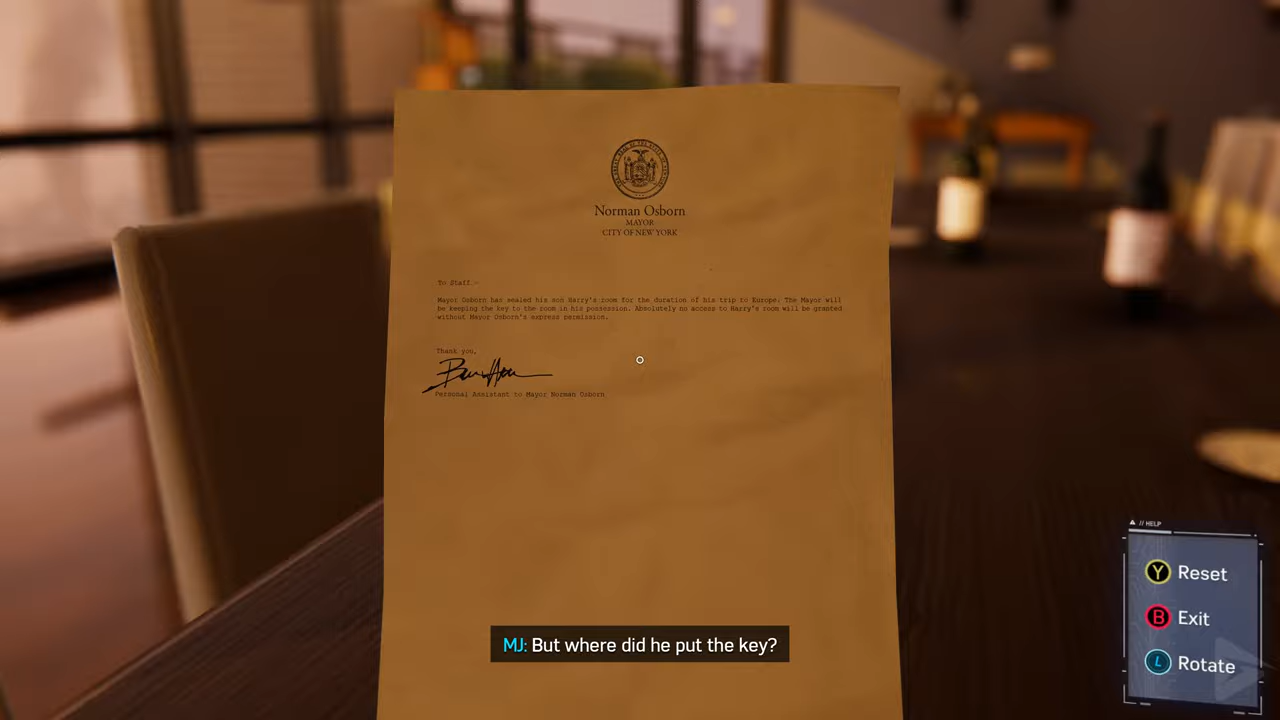 Norman Osborn
MAYOR
CITY OF NEW YORK
To Staff -
Mayor Osborn has sealed his son Harry's room for the duration of his trip to Europe. The Mayor will
be keeping the key to the room in his possession. Absolutely no access to Harry's room will be granted
without Mayor Osborn's express permission.
Thank you,
Personal Assistant to Mayor Norman Osborn
MJ: But where did he put the key?
// HELP
Y Reset
B Exit
L Rotate